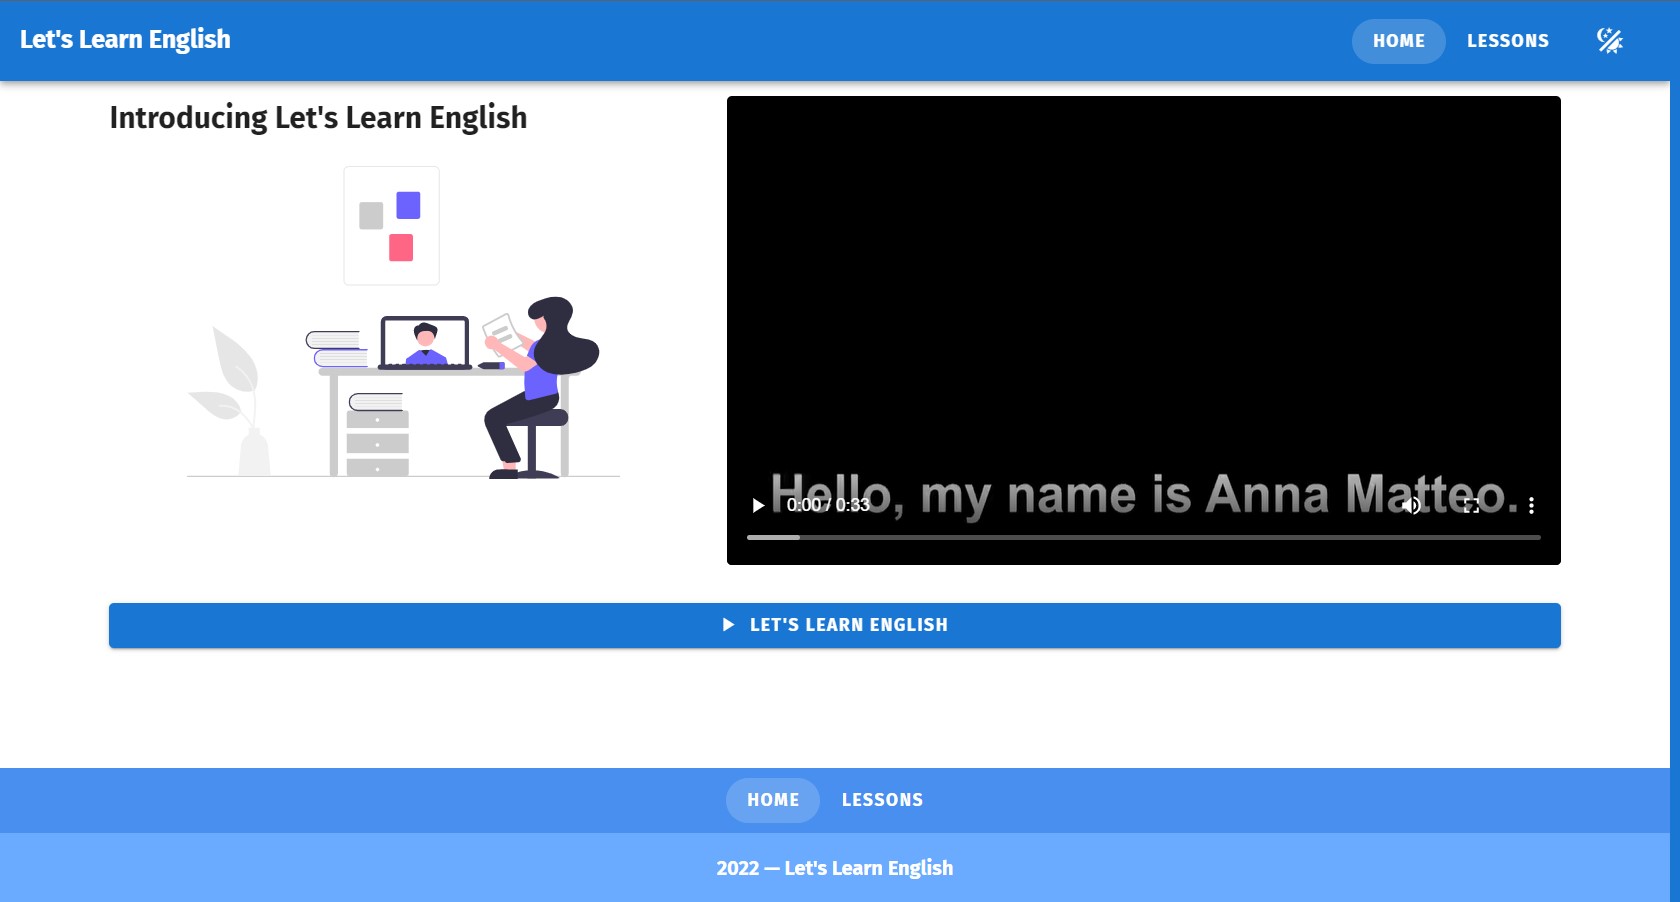 Let's Learn English
HOME
LESSONS
Introducing Let's Learn English
Hello, my name is Anna Matteo.
0:00 / 0:33
LET'S LEARN ENGLISH
HOME
LESSONS
2022 — Let's Learn English